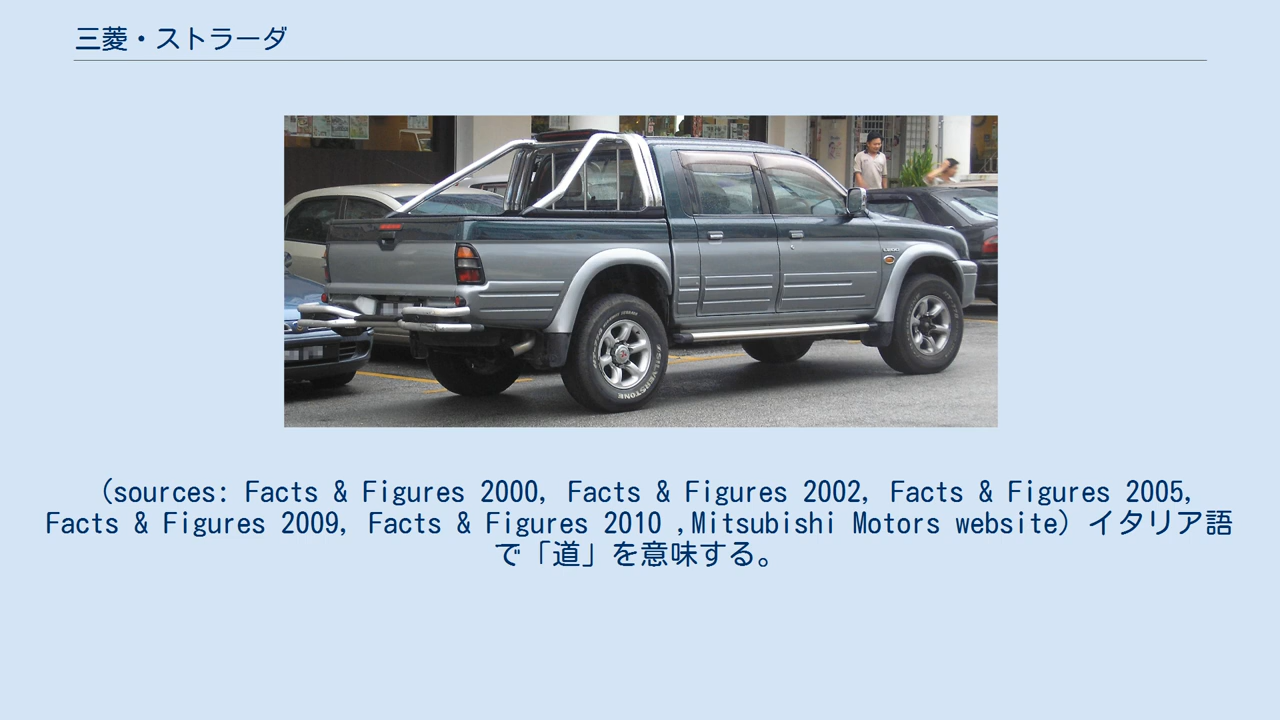 三菱・ストラーダ
（sources: Facts & Figures 2000, Facts & Figures 2002, Facts & Figures 2005,
Facts & Figures 2009, Facts & Figures 2010 ,Mitsubishi Motors website）イタリア語
で「道」を意味する。
SILVERSTONE